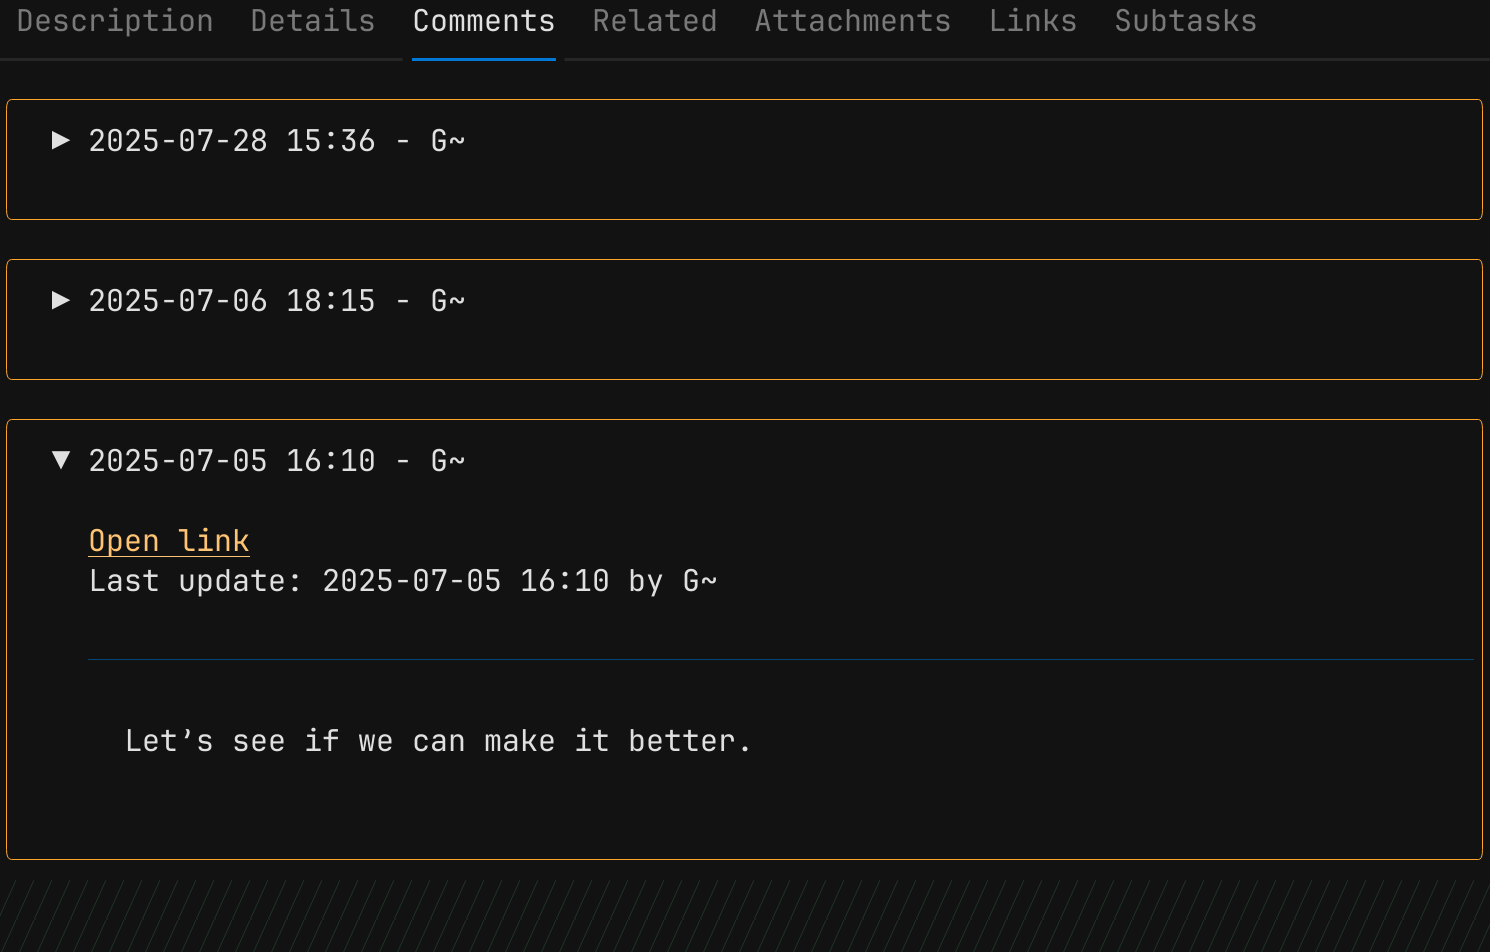 Description Details Comments Related Attachments Links Subtasks
▶ 2025-07-28 15:36 - G~
▶ 2025-07-06 18:15 - G~
▼ 2025-07-05 16:10 - G~
Open link
Last update: 2025-07-05 16:10 by G~
Let’s see if we can make it better.